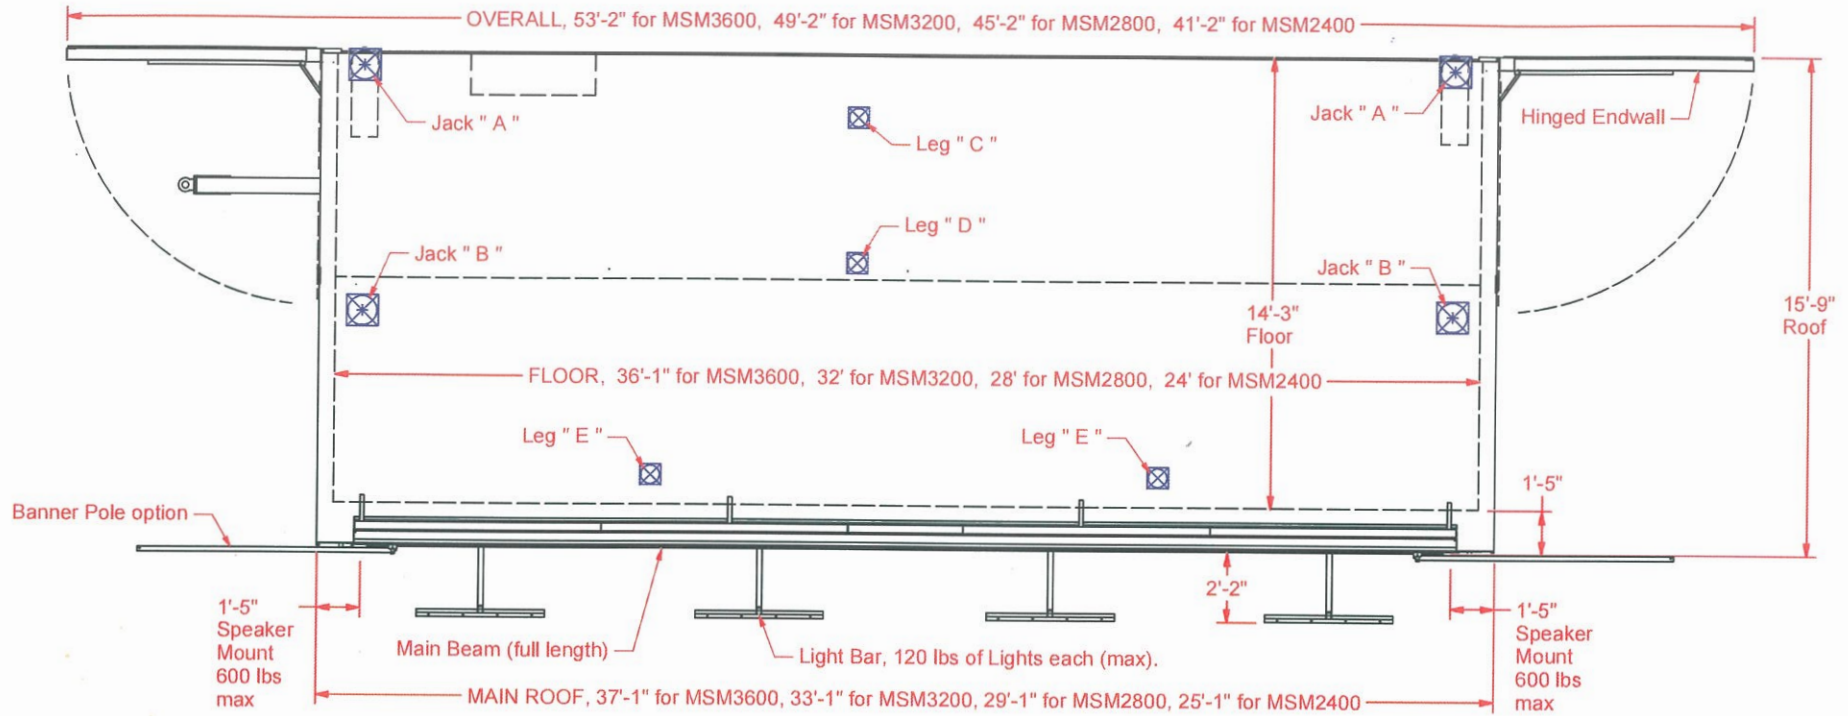 OVERALL, 53'-2" for MSM3600, 49'-2" for MSM3200, 45'-2" for MSM2800, 41'-2" for MSM2400
Jack " A "
Leg " C "
Jack " A "
Hinged Endwall
Leg " D "
Jack " B "
Jack " B "
14'-3"
Floor
15'-9"
Roof
FLOOR, 36'-1" for MSM3600, 32' for MSM3200, 28' for MSM2800, 24' for MSM2400
Leg " E "
Leg " E "
1'-5"
Banner Pole option
2'-2"
1'-5"
Speaker
Mount
600 lbs
max
Main Beam (full length)
Light Bar, 120 lbs of Lights each (max).
1'-5"
Speaker
Mount
600 lbs
max
MAIN ROOF, 37'-1" for MSM3600, 33'-1" for MSM3200, 29'-1" for MSM2800, 25'-1" for MSM2400